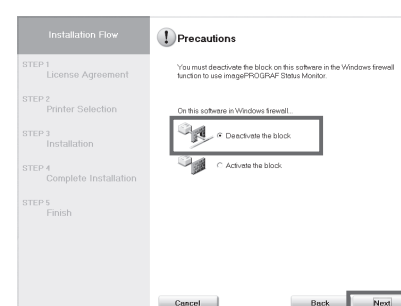 Installation Flow
STEP 1
License Agreement
STEP 2
Printer Selection
STEP 3
Installation
STEP 4
Complete Installation
STEP 5
Finish
Precautions
You must deactivate the block on this software in the Windows firewall
function to use imagePROGRAF Status Monitor.
On this software in Windows firewall...
Deactivate the block
Activate the block
Cancel
Back
Next